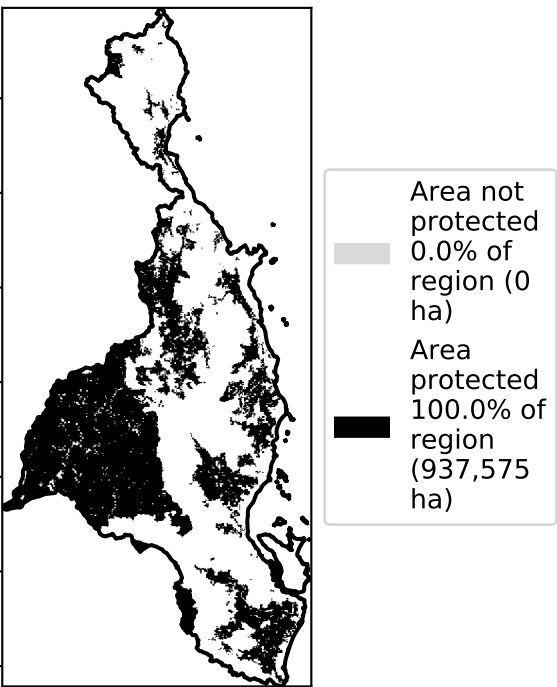 Area not
protected
0.0% of
region (0
ha)
Area
protected
100.0% of
region
(937,575
ha)